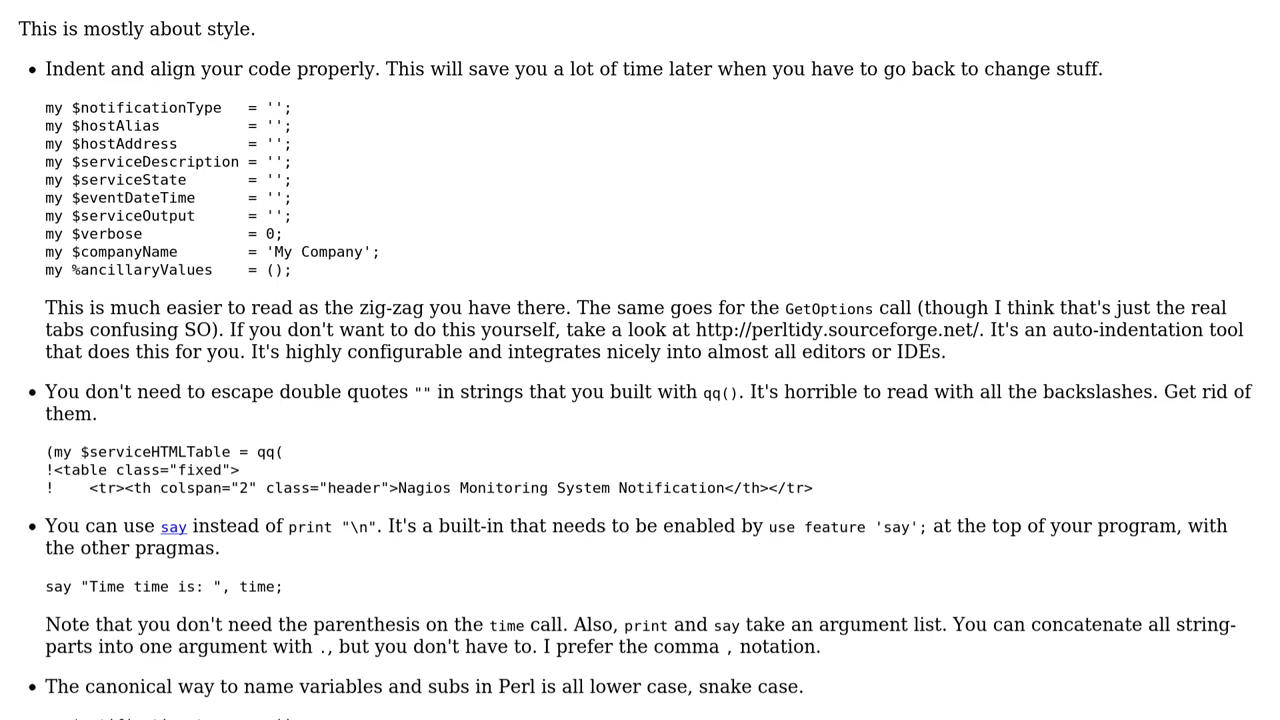 This is mostly about style.
• Indent and align your code properly. This will save you a lot of time later when you have to go back to change stuff.
my $notificationType   = '';
my $hostAlias          = '';
my $hostAddress        = '';
my $serviceDescription = '';
my $serviceState       = '';
my $eventDateTime      = '';
my $serviceOutput      = '';
my $verbose            = 0;
my $companyName        = 'My Company';
my %ancillaryValues    = ();
This is much easier to read as the zig-zag you have there. The same goes for the GetOptions call (though I think that's just the real
tabs confusing SO). If you don't want to do this yourself, take a look at http://perltidy.sourceforge.net/. It's an auto-indentation tool
that does this for you. It's highly configurable and integrates nicely into almost all editors or IDEs.
• You don't need to escape double quotes "" in strings that you built with qq(). It's horrible to read with all the backslashes. Get rid of
them.
(my $serviceHTMLTable = qq(
!<table class="fixed">
!    <tr><th colspan="2" class="header">Nagios Monitoring System Notification</th></tr>
• You can use say instead of print "\n". It's a built-in that needs to be enabled by use feature 'say'; at the top of your program, with
the other pragmas.
say "Time time is: ", time;
Note that you don't need the parenthesis on the time call. Also, print and say take an argument list. You can concatenate all string-
parts into one argument with ., but you don't have to. I prefer the comma , notation.
• The canonical way to name variables and subs in Perl is all lower case, snake case.